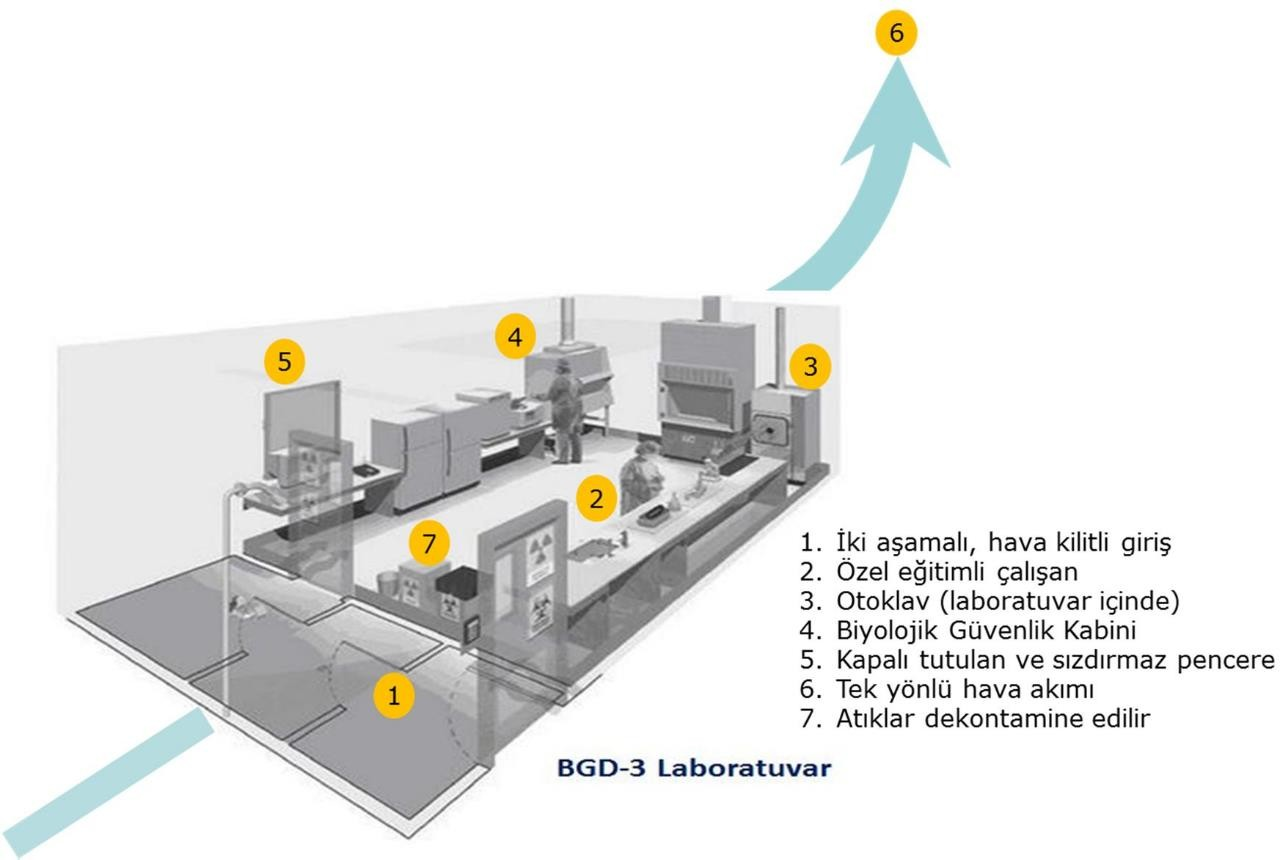 6
5
4
3
2
7
1
1. İki aşamalı, hava kilitli giriş
2. Özel eğitimli çalışan
3. Otoklav (laboratuvar içinde)
4. Biyolojik Güvenlik Kabini
5. Kapalı tutulan ve sızdırmaz pencere
6. Tek yönlü hava akımı
7. Atıklar dekontamine edilir
BGD-3 Laboratuvar